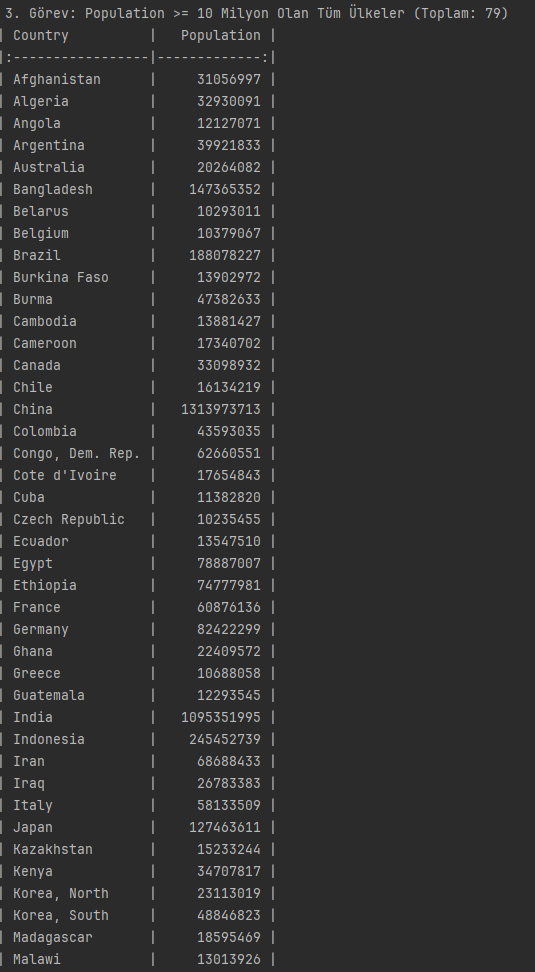 3. Görev: Population >= 10 Milyon Olan Tüm Ülkeler (Toplam: 79)
| Country          |   Population |
|:-----------------|-------------:|
| Afghanistan      |     31056997 |
| Algeria          |     32930091 |
| Angola           |     12127071 |
| Argentina        |     39921833 |
| Australia        |     20264082 |
| Bangladesh       |    147365352 |
| Belarus          |     10293011 |
| Belgium          |     10379067 |
| Brazil           |    188078227 |
| Burkina Faso     |     13902972 |
| Burma            |     47382633 |
| Cambodia         |     13881427 |
| Cameroon         |     17340702 |
| Canada           |     33098932 |
| Chile            |     16134219 |
| China            |   1313973713 |
| Colombia         |     43593035 |
| Congo, Dem. Rep. |     62660551 |
| Cote d'Ivoire    |     17654843 |
| Cuba             |     11382820 |
| Czech Republic   |     10235455 |
| Ecuador          |     13547510 |
| Egypt            |     78887007 |
| Ethiopia         |     74777981 |
| France           |     60876136 |
| Germany          |     82422299 |
| Ghana            |     22409572 |
| Greece           |     10688058 |
| Guatemala        |     12293545 |
| India            |   1095351995 |
| Indonesia        |    245452739 |
| Iran             |     68688433 |
| Iraq             |     26783383 |
| Italy            |     58133509 |
| Japan            |    127463611 |
| Kazakhstan       |     15233244 |
| Kenya            |     34707817 |
| Korea, North     |     23113019 |
| Korea, South     |     48846823 |
| Madagascar       |     18595469 |
| Malawi           |     13013926 |